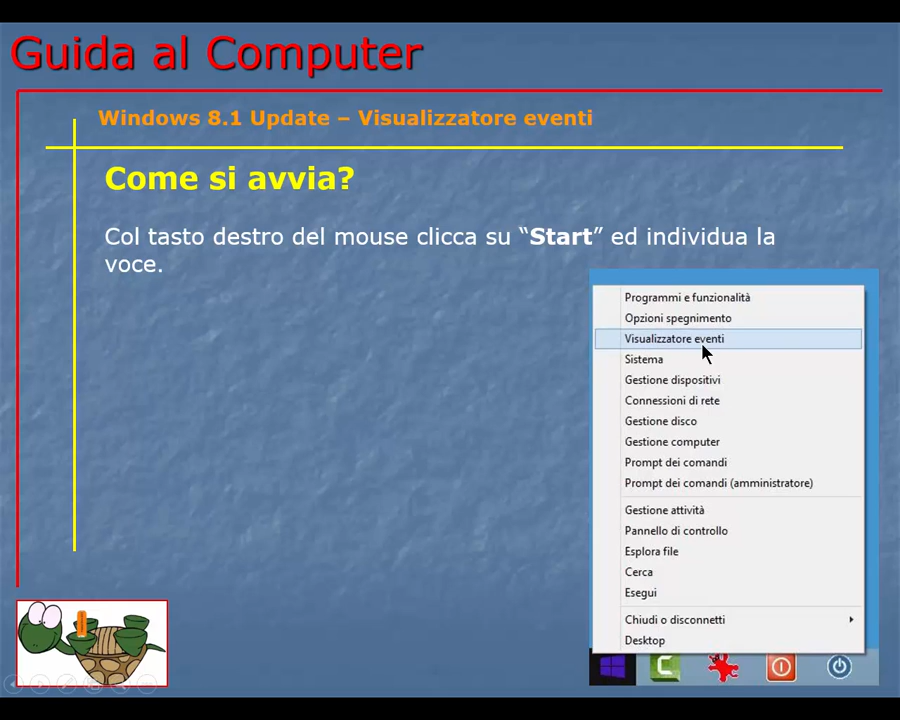 Guida al Computer
Windows 8.1 Update – Visualizzatore eventi
Come si avvia?
Col tasto destro del mouse clicca su “Start” ed individua la
voce.
Programmi e funzionalità
Opzioni spegnimento
Visualizzatore eventi
Sistema
Gestione dispositivi
Connessioni di rete
Gestione disco
Gestione computer
Prompt dei comandi
Prompt dei comandi (amministratore)
Gestione attività
Pannello di controllo
Esplora file
Cerca
Esegui
Chiudi o disconnetti
Desktop